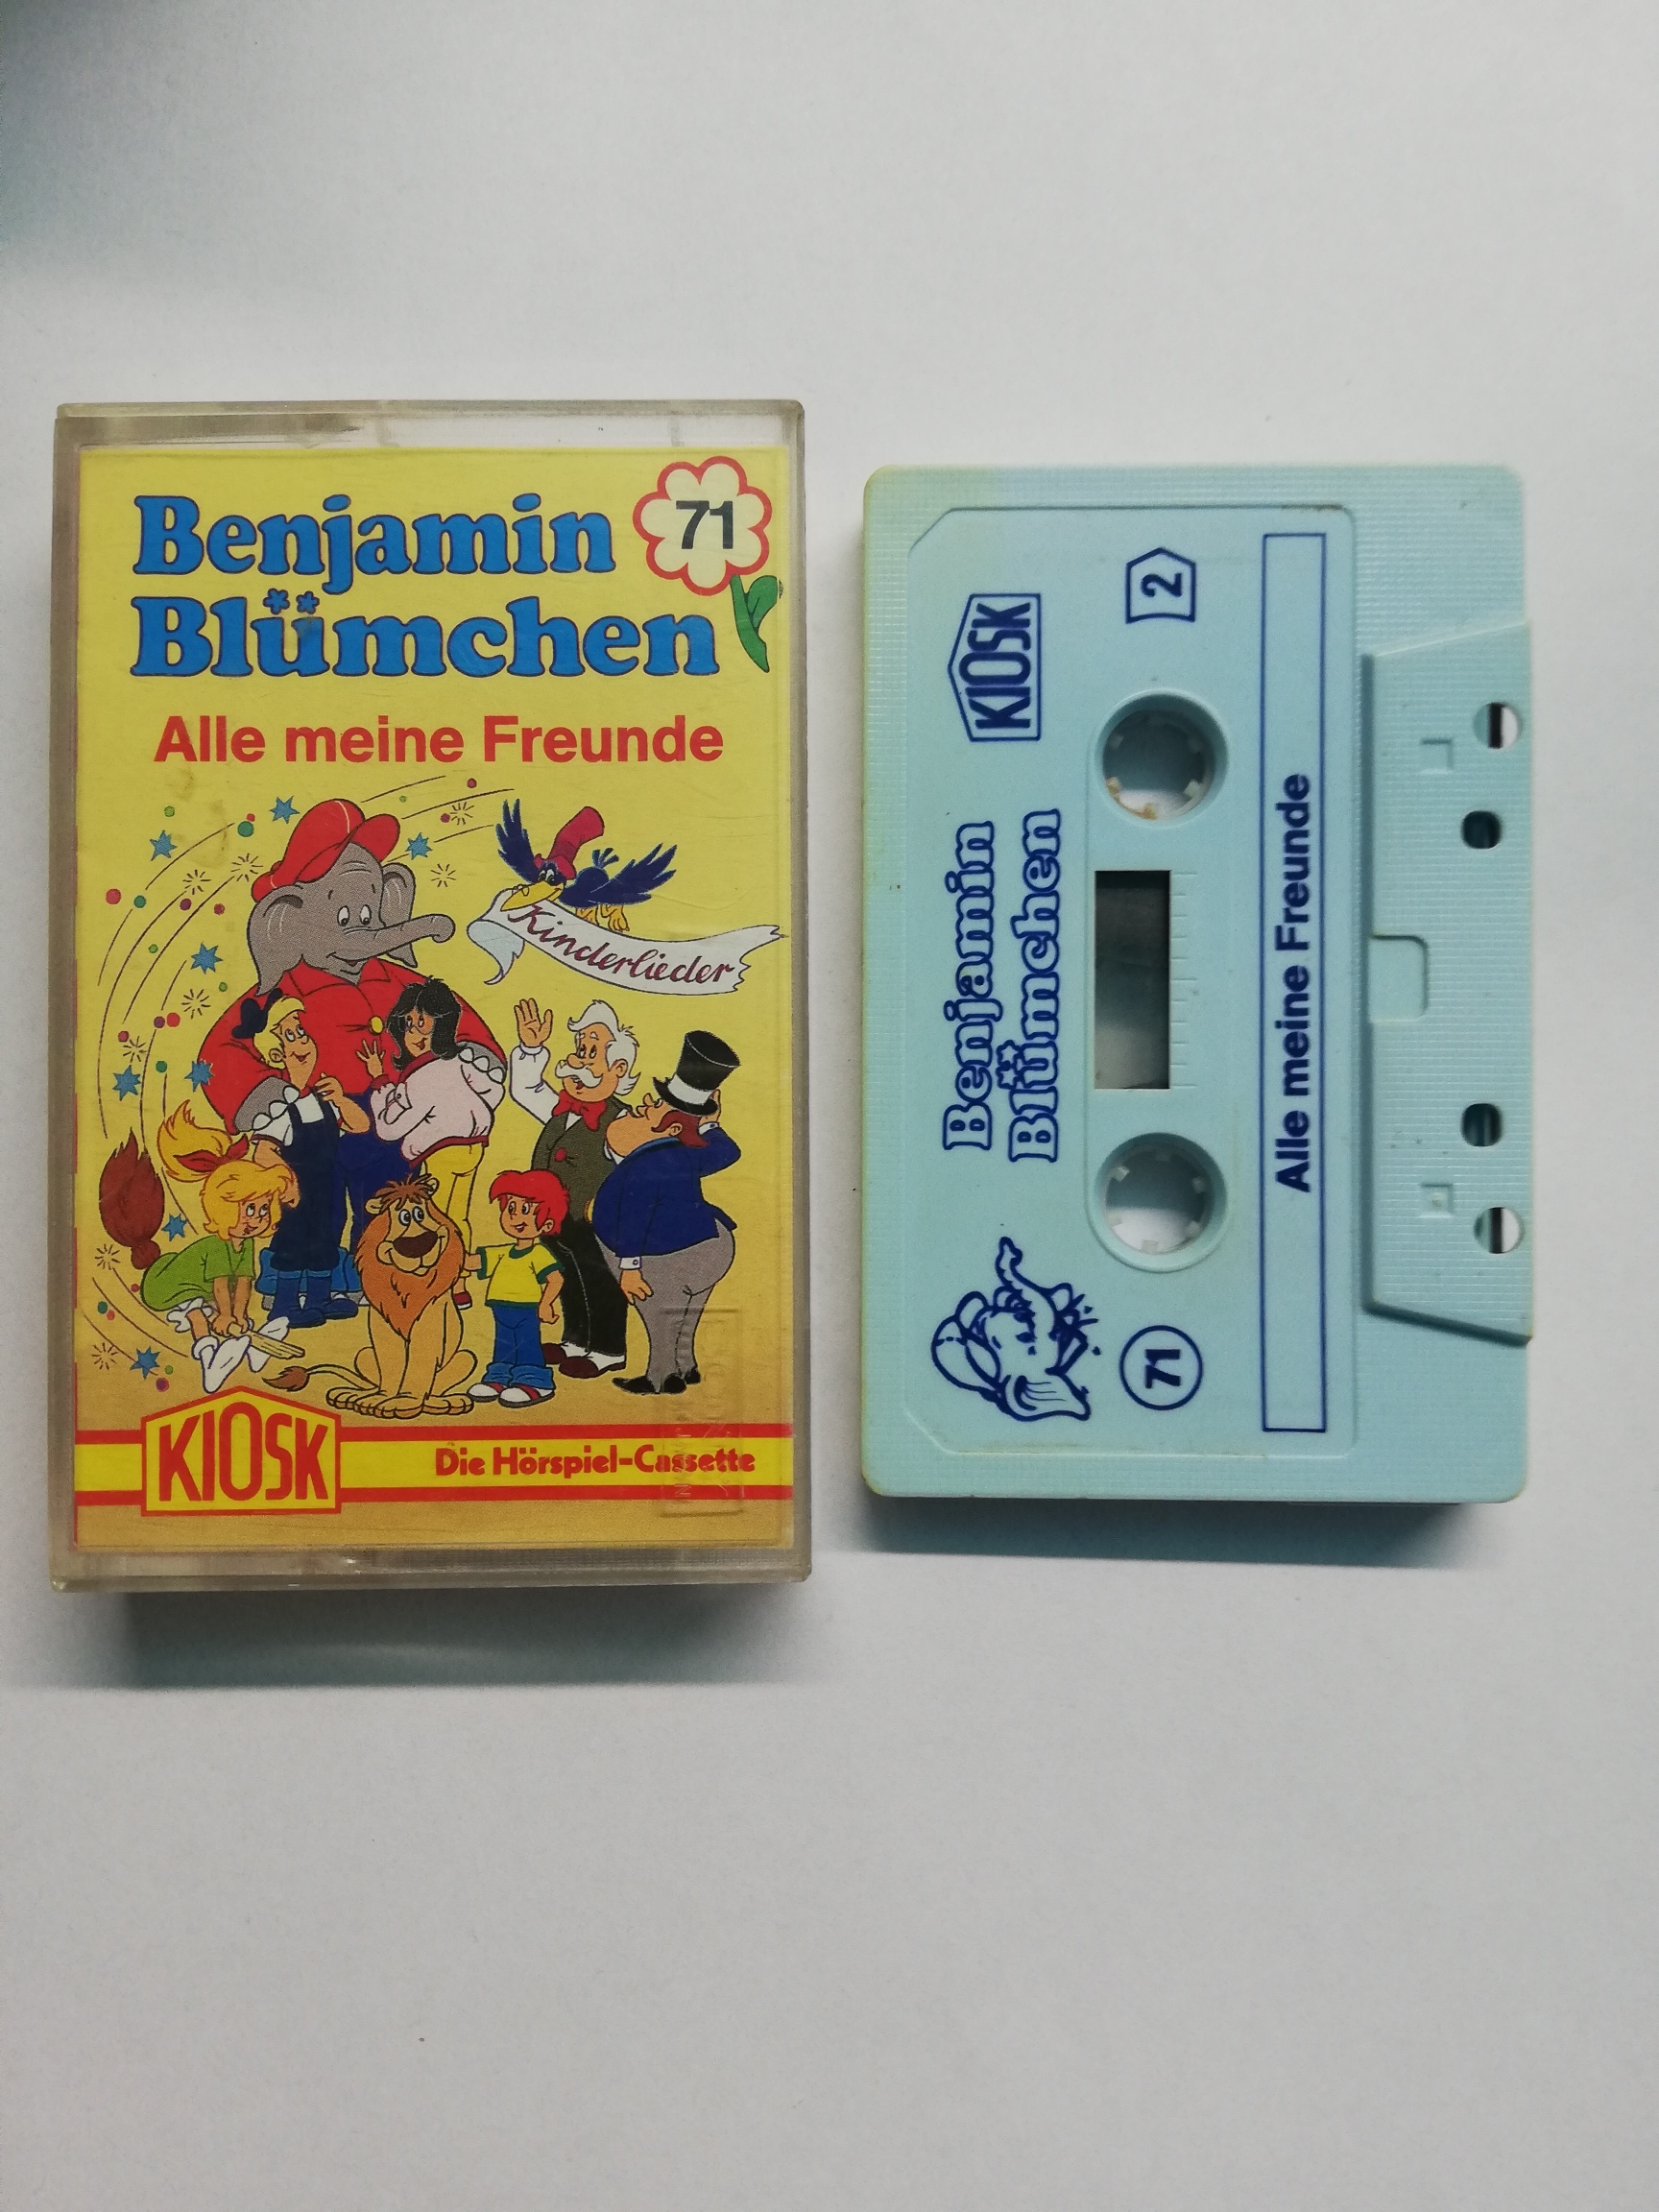 Benjamin
Blümchen
71
Alle meine Freunde
Kinderlieder
KIOSK
Die Hörspiel-Cassette
71
Benjamin
Blümchen
KIOSK
2
Alle meine Freunde